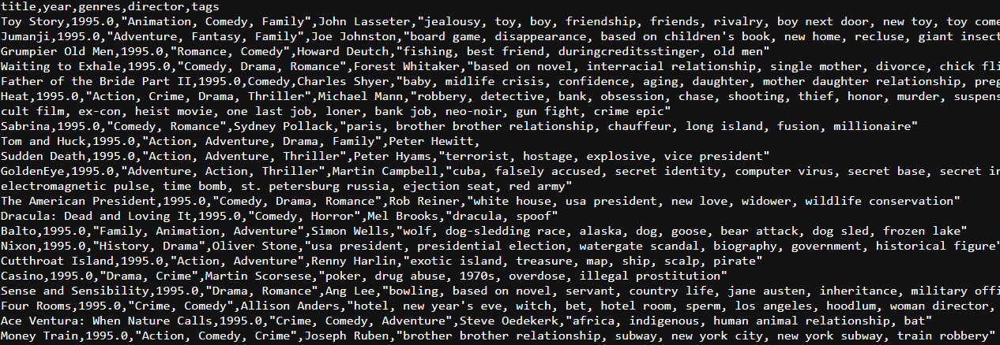 title,year,genres,director,tags
Toy Story,1995.0,"Animation, Comedy, Family",John Lasseter,"jealousy, toy, boy, friendship, friends, rivalry, boy next door, new toy, toy come
Jumanji,1995.0,"Adventure, Fantasy, Family",Joe Johnston,"board game, disappearance, based on children's book, new home, recluse, giant insect
Grumpier Old Men,1995.0,"Romance, Comedy",Howard Deutch,"fishing, best friend, duringcreditsstinger, old men"
Waiting to Exhale,1995.0,"Comedy, Drama, Romance",Forest Whitaker,"based on novel, interracial relationship, single mother, divorce, chick fli
Father of the Bride Part II,1995.0,Comedy,Charles Shyer,"baby, midlife crisis, confidence, aging, daughter, mother daughter relationship, preg
Heat,1995.0,"Action, Crime, Drama, Thriller",Michael Mann,"robbery, detective, bank, obsession, chase, shooting, thief, honor, murder, suspens
cult film, ex-con, heist movie, one last job, loner, bank job, neo-noir, gun fight, crime epic"
Sabrina,1995.0,"Comedy, Romance",Sydney Pollack,"paris, brother brother relationship, chauffeur, long island, fusion, millionaire"
Tom and Huck,1995.0,"Action, Adventure, Drama, Family",Peter Hewitt,
Sudden Death,1995.0,"Action, Adventure, Thriller",Peter Hyams,"terrorist, hostage, explosive, vice president"
GoldenEye,1995.0,"Adventure, Action, Thriller",Martin Campbell,"cuba, falsely accused, secret identity, computer virus, secret base, secret in
electromagnetic pulse, time bomb, st. petersburg russia, ejection seat, red army"
The American President,1995.0,"Comedy, Drama, Romance",Rob Reiner,"white house, usa president, new love, widower, wildlife conservation"
Dracula: Dead and Loving It,1995.0,"Comedy, Horror",Mel Brooks,"dracula, spoof"
Balto,1995.0,"Family, Animation, Adventure",Simon Wells,"wolf, dog-sledding race, alaska, dog, goose, bear attack, dog sled, frozen lake"
Nixon,1995.0,"History, Drama",Oliver Stone,"usa president, presidential election, watergate scandal, biography, government, historical figure"
Cutthroat Island,1995.0,"Action, Adventure",Renny Harlin,"exotic island, treasure, map, ship, scalp, pirate"
Casino,1995.0,"Drama, Crime",Martin Scorsese,"poker, drug abuse, 1970s, overdose, illegal prostitution"
Sense and Sensibility,1995.0,"Drama, Romance",Ang Lee,"bowling, based on novel, servant, country life, jane austen, inheritance, military offi
Four Rooms,1995.0,"Crime, Comedy",Allison Anders,"hotel, new year's eve, witch, bet, hotel room, sperm, los angeles, hoodlum, woman director,
Ace Ventura: When Nature Calls,1995.0,"Crime, Comedy, Adventure",Steve Oedekerk,"africa, indigenous, human animal relationship, bat"
Money Train,1995.0,"Action, Comedy, Crime",Joseph Ruben,"brother brother relationship, subway, new york city, new york subway, train robbery"